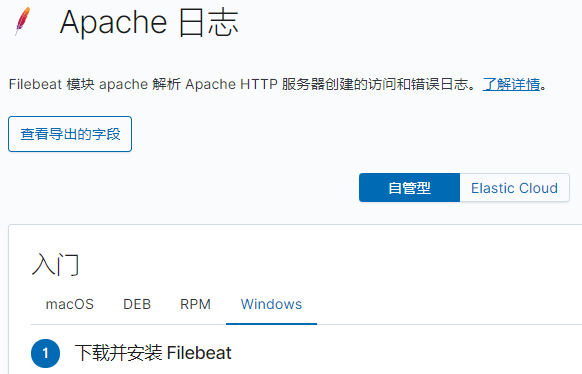 Apache 日志
Filebeat 模块 apache 解析 Apache HTTP 服务器创建的访问和错误日志。了解详情。
查看导出的字段
自管型 Elastic Cloud
入门
macOS DEB RPM Windows
1 下载并安装 Filebeat